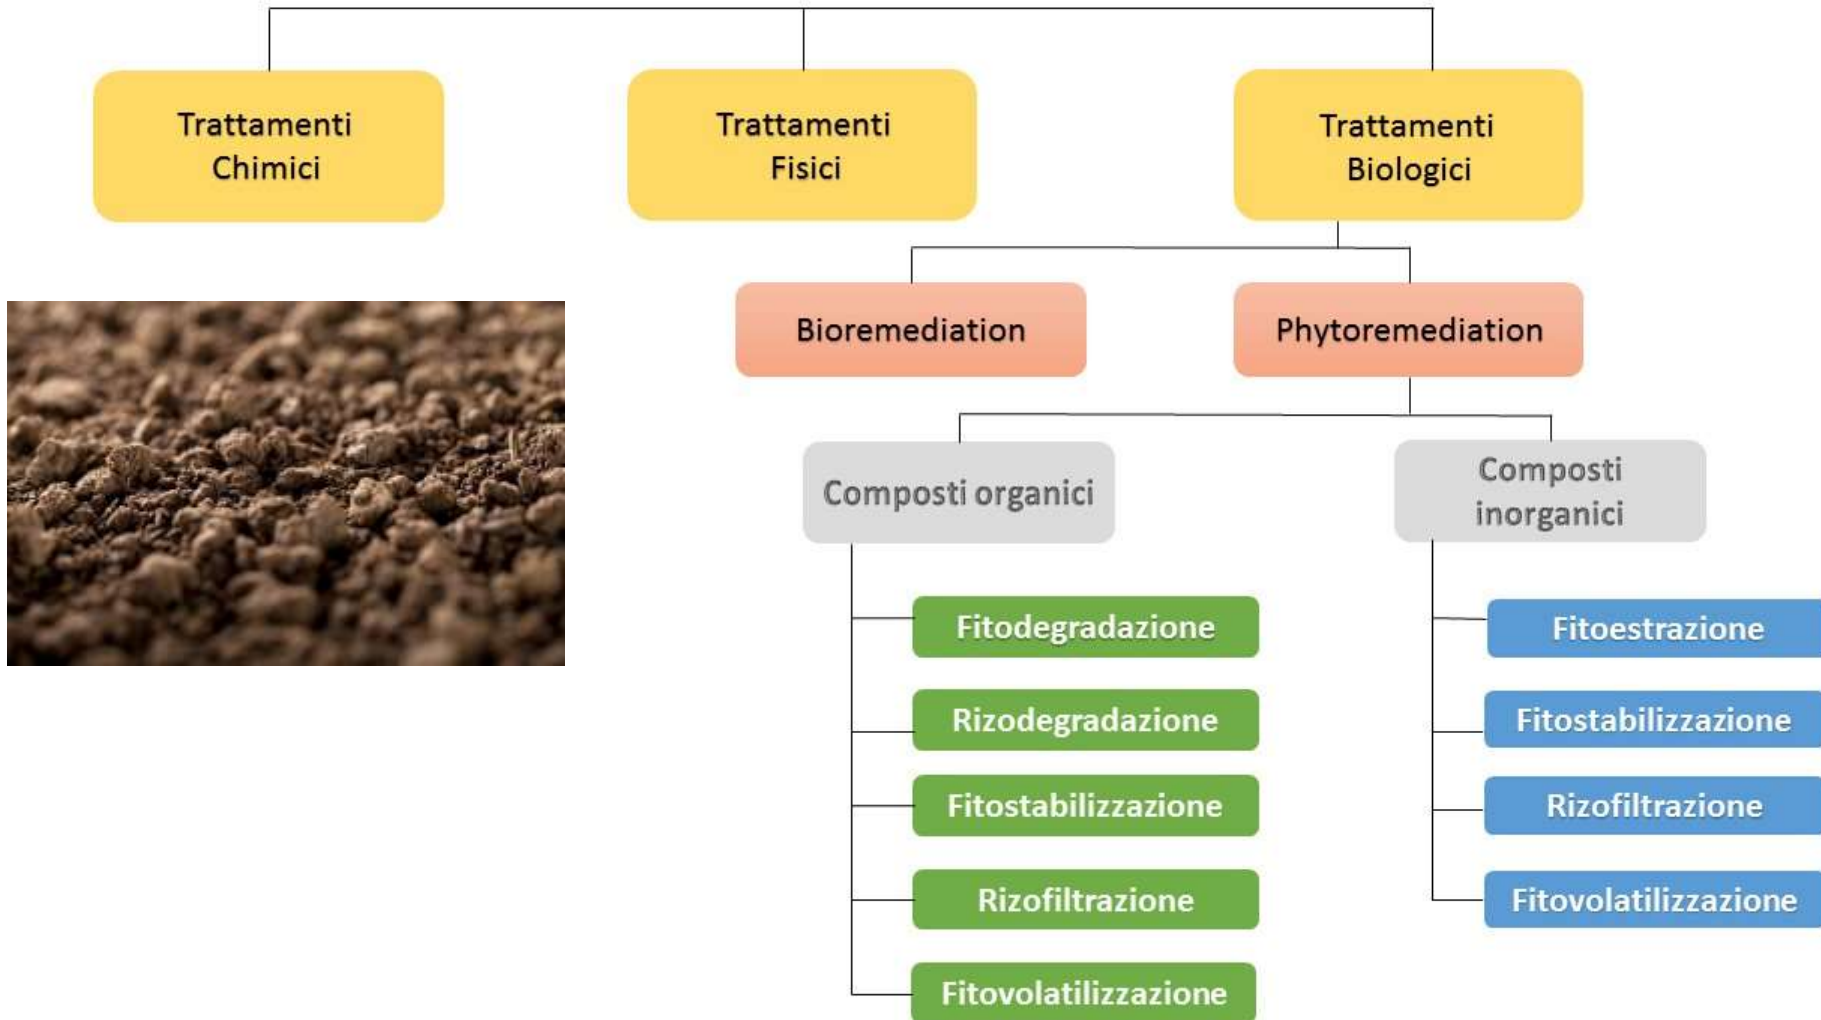 Trattamenti
Chimici
Trattamenti
Fisici
Trattamenti
Biologici
Bioremediation
Phytoremediation
Composti organici
Composti
inorganici
Fitodegradazione
Rizodegradazione
Fitostabilizzazione
Rizofiltrazione
Fitovolatilizzazione
Fitoestrazione
Fitostabilizzazione
Rizofiltrazione
Fitovolatilizzazione